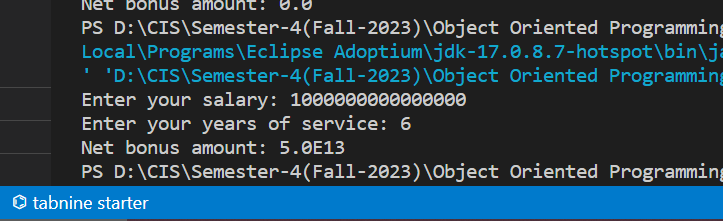 Net bonus amount: 0.0
PS D:\CIS\Semester-4(Fall-2023)\Object Oriented Programming
Local\Programs\Eclipse Adoptium\jdk-17.0.8.7-hotspot\bin\ja
' 'D:\CIS\Semester-4(Fall-2023)\Object Oriented Programming
Enter your salary: 1000000000000000
Enter your years of service: 6
Net bonus amount: 5.0E13
PS D:\CIS\Semester-4(Fall-2023)\Object Oriented Programming
tabnine starter